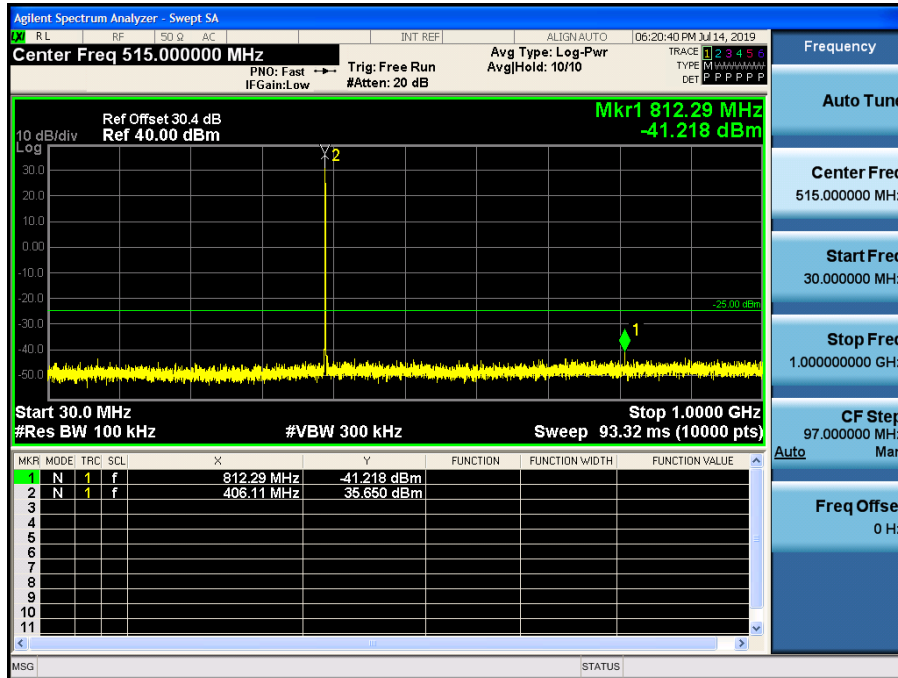 Agilent Spectrum Analyzer - Swept SA
LXI RL RF 50 Ω AC INT REF ALIGN AUTO 06:20:40 PM Jul 14, 2019
Center Freq 515.000000 MHz
PNO: Fast
IFGain:Low
Trig: Free Run
#Atten: 20 dB
Avg Type: Log-Pwr
Avg|Hold: 10/10
TRACE 1 2 3 4 5 6
TYPE M
DET P P P P P P
Mkr1 812.29 MHz
-41.218 dBm
Ref Offset 30.4 dB
10 dB/div Ref 40.00 dBm
Log
30.0
20.0
10.0
0.00
-10.0
-20.0
-30.0
-40.0
-50.0
2
-25.00 dBm
1
Start 30.0 MHz Stop 1.0000 GHz
#Res BW 100 kHz #VBW 300 kHz Sweep 93.32 ms (10000 pts)
MKR MODE TRC SCL X Y FUNCTION FUNCTION WIDTH FUNCTION VALUE
1 N 1 f 812.29 MHz -41.218 dBm
2 N 1 f 406.11 MHz 35.650 dBm
3
4
5
6
7
8
9
10
11
MSG STATUS
Frequency
Auto Tune
Center Freq
515.000000 MHz
Start Freq
30.000000 MHz
Stop Freq
1.000000000 GHz
CF Step
97.000000 MHz
Auto Man
Freq Offset
0 Hz